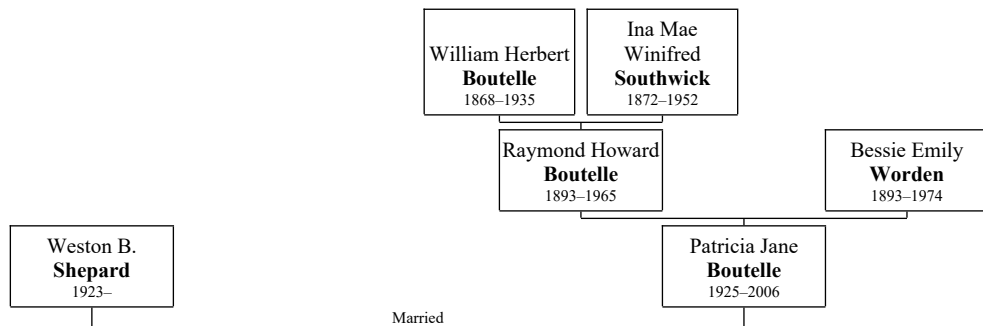 William Herbert
Boutelle
1868–1935
Ina Mae
Winifred
Southwick
1872–1952
Raymond Howard
Boutelle
1893–1965
Bessie Emily
Worden
1893–1974
Weston B.
Shepard
1923–
Patricia Jane
Boutelle
1925–2006
Married